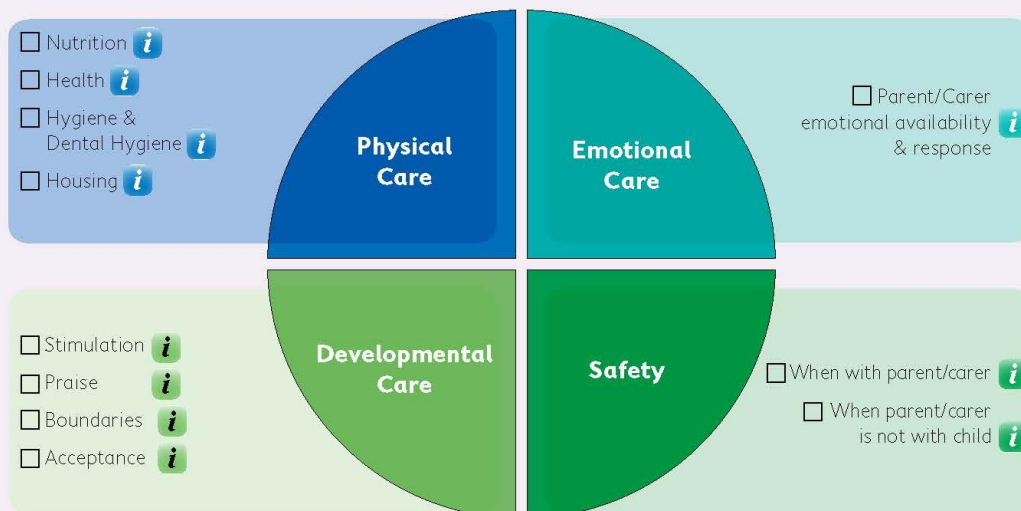 Nutrition i
Health i
Hygiene &
Dental Hygiene i
Housing i
Physical
Care
Emotional
Care
Parent/Carer
emotional availability i
& response
Stimulation i
Praise i
Boundaries i
Acceptance i
Developmental
Care
Safety
When with parent/carer i
When parent/carer
is not with child i